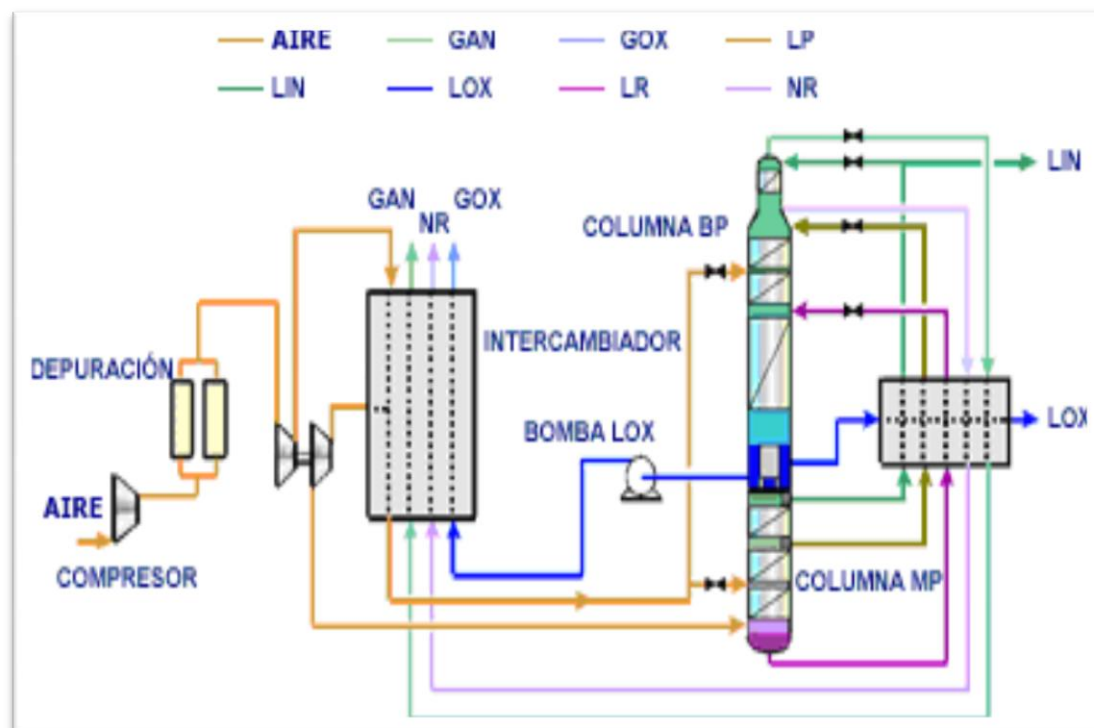 AIRE GAN GOX LP
LIN LOX LR NR
LIN
GAN
NR
GOX
COLUMNA BP
DEPURACIÓN
INTERCAMBIADOR
BOMBA LOX
LOX
AIRE
COMPRESOR
COLUMNA MP